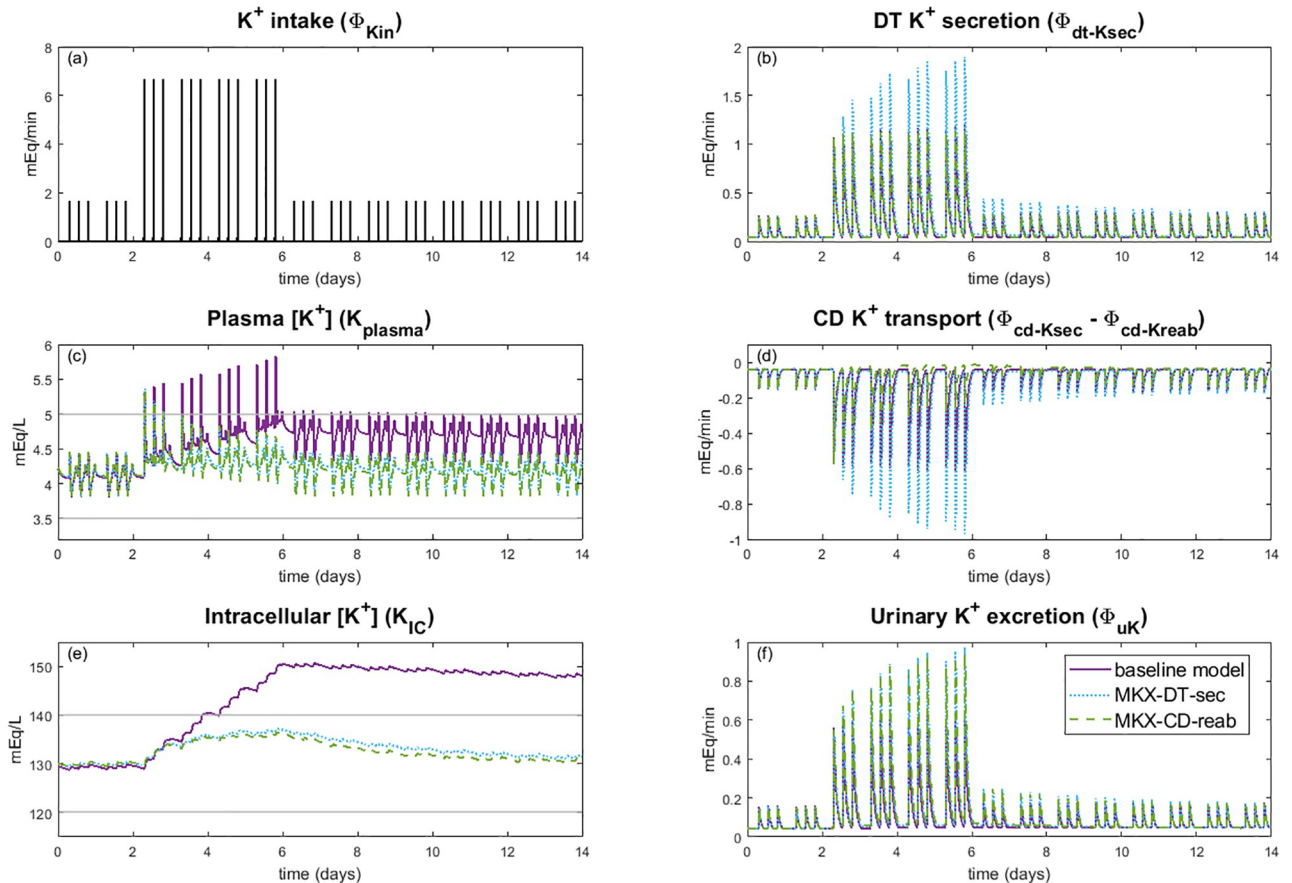 K⁺ intake (Φ_Kin)
(a)
mEq/min
8
6
4
2
0
0 2 4 6 8 10 12 14
time (days)
DT K⁺ secretion (Φ_dt-Ksec)
(b)
mEq/min
2
1.5
1
0.5
0
0 2 4 6 8 10 12 14
time (days)
Plasma [K⁺] (K_plasma)
(c)
mEq/L
6
5.5
5
4.5
4
3.5
0 2 4 6 8 10 12 14
time (days)
CD K⁺ transport (Φ_cd-Ksec - Φ_cd-Kreab)
(d)
mEq/min
0
-0.2
-0.4
-0.6
-0.8
-1
0 2 4 6 8 10 12 14
time (days)
Intracellular [K⁺] (K_IC)
(e)
mEq/L
150
140
130
120
0 2 4 6 8 10 12 14
time (days)
Urinary K⁺ excretion (Φ_uK)
(f)
mEq/min
1
0.8
0.6
0.4
0.2
0
0 2 4 6 8 10 12 14
time (days)
baseline model
MKX-DT-sec
MKX-CD-reab